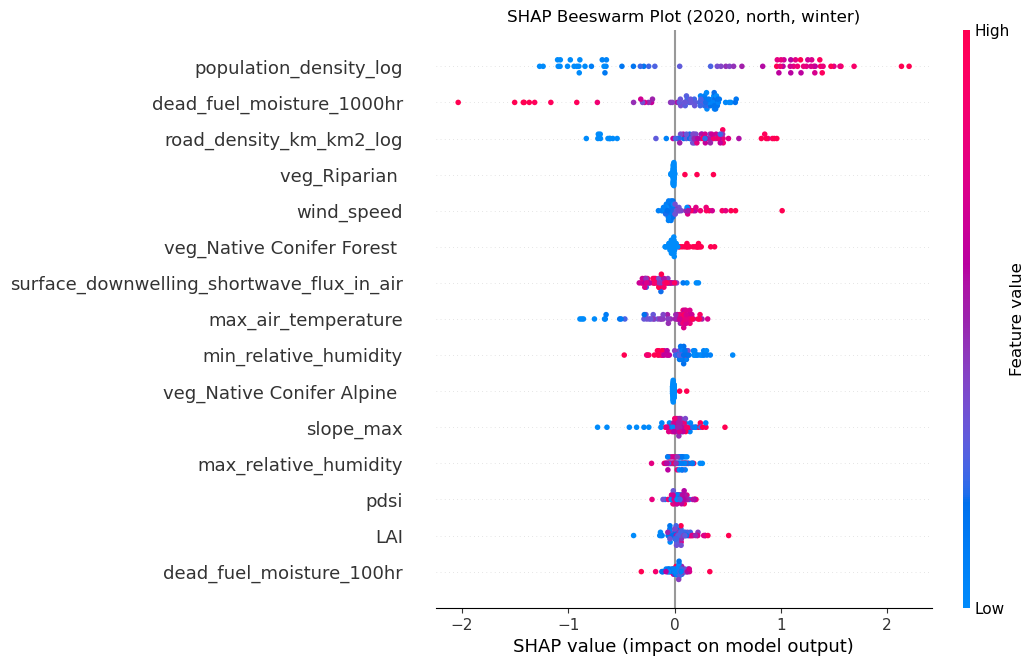 SHAP Beeswarm Plot (2020, north, winter)
High
population_density_log
dead_fuel_moisture_1000hr
road_density_km_km2_log
veg_Riparian
wind_speed
veg_Native Conifer Forest
surface_downwelling_shortwave_flux_in_air
max_air_temperature
min_relative_humidity
veg_Native Conifer Alpine
slope_max
max_relative_humidity
pdsi
LAI
dead_fuel_moisture_100hr
Feature value
Low
−2 −1 0 1 2
SHAP value (impact on model output)